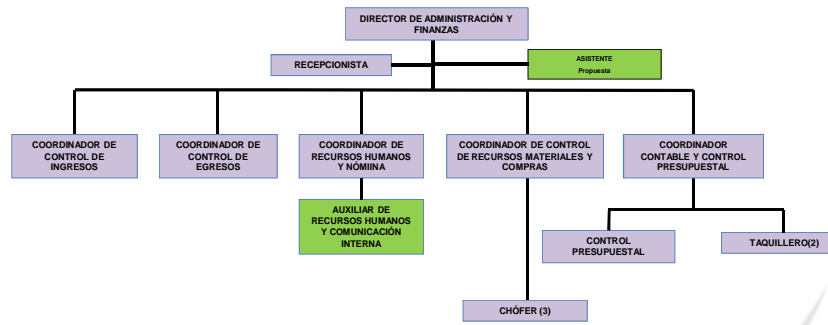 DIRECTOR DE ADMINISTRACIÓN Y
FINANZAS
RECEPCIONISTA
ASISTENTE
Propuesta
COORDINADOR DE
CONTROL DE
INGRESOS
COORDINADOR DE
CONTROL DE
EGRESOS
COORDINADOR DE
RECURSOS HUMANOS
Y NÓMIINA
COORDINADOR DE CONTROL
DE RECURSOS MATERIALES Y
COMPRAS
COORDINADOR
CONTABLE Y CONTROL
PRESUPUESTAL
AUXILIAR DE
RECURSOS HUMANOS
Y COMUNICACIÓN
INTERNA
CONTROL
PRESUPUESTAL
TAQUILLERO(2)
CHÓFER (3)